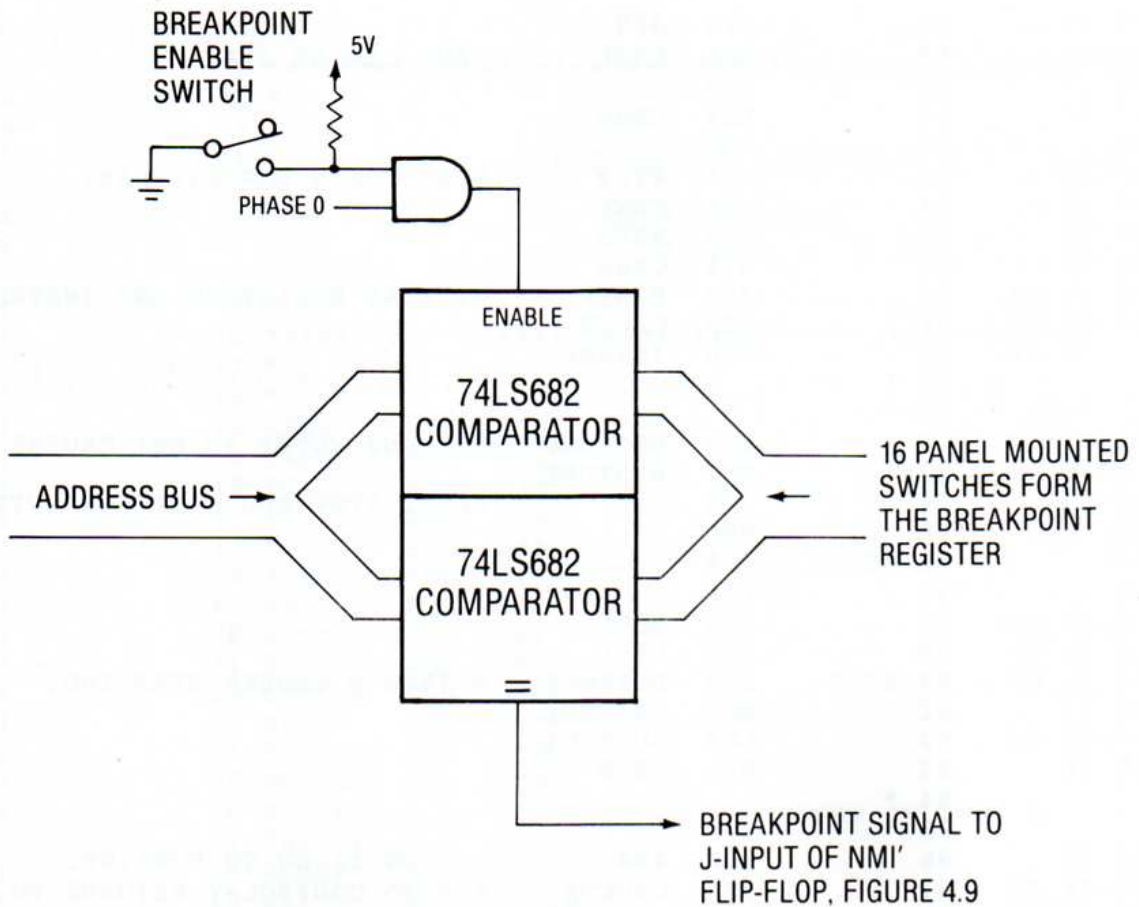 BREAKPOINT
ENABLE
SWITCH
5V
PHASE 0
ENABLE
74LS682
COMPARATOR
ADDRESS BUS
16 PANEL MOUNTED
SWITCHES FORM
THE BREAKPOINT
REGISTER
74LS682
COMPARATOR
=
BREAKPOINT SIGNAL TO
J-INPUT OF NMI'
FLIP-FLOP, FIGURE 4.9